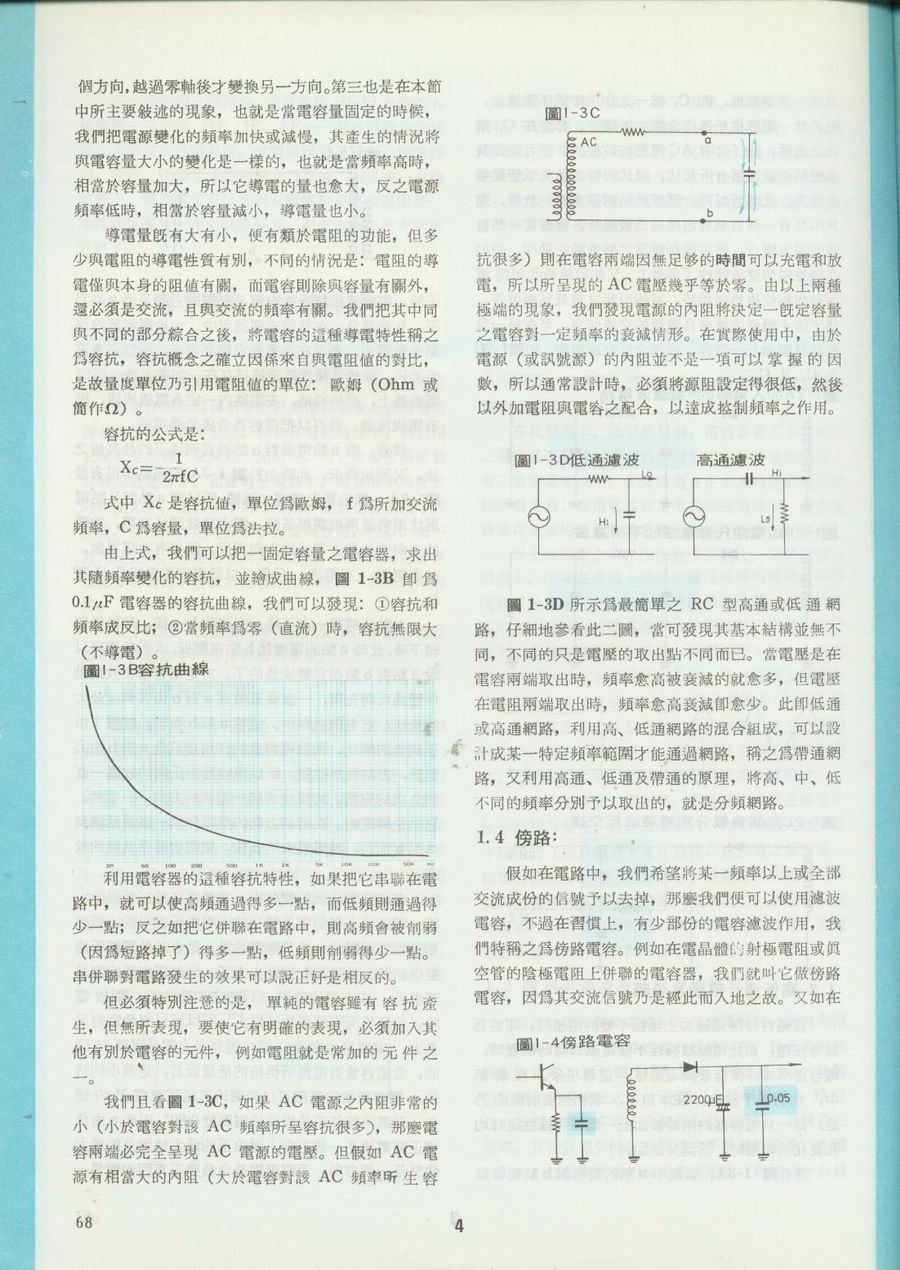 個方向，越過零軸後才變換另一方向。第三也是在本節
中所主要敍述的現象，也就是當電容量固定的時候，
我們把電源變化的頻率加快或減慢，其產生的情況將
與電容量大小的變化是一樣的，也就是當頻率高時，
相當於容量加大，所以它導電的量也愈大，反之電源
頻率低時，相當於容量減小，導電量也小。
導電量旣有大有小，便有類於電阻的功能，但多
少與電阻的導電性質有別，不同的情況是：電阻的導
電僅與本身的阻值有關，而電容則除與容量有關外，
還必須是交流，且與交流的頻率有關。我們把其中同
與不同的部分綜合之後，將電容的這種導電特性稱之
爲容抗，容抗槪念之確立因係來自與電阻值的對比，
是故量度單位乃引用電阻值的單位：歐姆（Ohm 或
簡作Ω）。
容抗的公式是：
Xc=1/2πfC
式中 Xc 是容抗値，單位爲歐姆，f 爲所加交流
頻率，C 爲容量，單位爲法拉。
由上式，我們可以把一固定容量之電容器，求出
其隨頻率變化的容抗，並繪成曲線，圖 1-3B 卽爲
0.1μF 電容器的容抗曲線，我們可以發現：①容抗和
頻率成反比；②當頻率爲零（直流）時，容抗無限大
（不導電）。
圖1-3B容抗曲線
20 50 100 200 500 1K 2K 5K 10K 20K 50K Hz
利用電容器的這種容抗特性，如果把它串聯在電
路中，就可以使高頻通過得多一點，而低頻則通過得
少一點；反之如把它併聯在電路中，則高頻會被削弱
（因爲短路掉了）得多一點，低頻則削弱得少一點。
串併聯對電路發生的效果可以說正好是相反的。
但必須特別注意的是，單純的電容雖有容抗產
生，但無所表現，要使它有明確的表現，必須加入其
他有別於電容的元件，例如電阻就是常加的元件之
一。
我們且看圖 1-3C，如果 AC 電源之內阻非常的
小（小於電容對該 AC 頻率所呈容抗很多），那麽電
容兩端必完全呈現 AC 電源的電壓。但假如 AC 電
源有相當大的內阻（大於電容對該 AC 頻率所生容
68
圖1-3C
AC
a
b
抗很多）則在電容兩端因無足够的時間可以充電和放
電，所以所呈現的 AC 電壓幾乎等於零。由以上兩種
極端的現象，我們發現電源的內阻將決定一旣定容量
之電容對一定頻率的衰減情形。在實際使用中，由於
電源（或訊號源）的內阻並不是一項可以掌握的因
數，所以通常設計時，必須將源阻設定得很低，然後
以外加電阻與電容之配合，以達成控制頻率之作用。
圖1-3D低通濾波
高通濾波
Lo
Hi
Hi
Lo
圖 1-3D 所示爲最簡單之 RC 型高通或低通網
路，仔細地參看此二圖，當可發現其基本結構並無不
同，不同的只是電壓的取出點不同而已。當電壓是在
電容兩端取出時，頻率愈高被衰減的就愈多，但電壓
在電阻兩端取出時，頻率愈高衰減卽愈少。此卽低通
或高通網路，利用高、低通網路的混合組成，可以設
計成某一特定頻率範圍才能通過網路，稱之爲帶通網
路，又利用高通、低通及帶通的原理，將高、中、低
不同的頻率分別予以取出的，就是分頻網路。
1.4 傍路：
假如在電路中，我們希望將某一頻率以上或全部
交流成份的信號予以去掉，那麽我們便可以使用濾波
電容，不過在習慣上，有少部份的電容濾波作用，我
們特稱之爲傍路電容。例如在電晶體的射極電阻或眞
空管的陰極電阻上併聯的電容器，我們就叫它做傍路
電容，因爲其交流信號乃是經此而入地之故。又如在
圖1-4傍路電容
2200μF
0.05
4